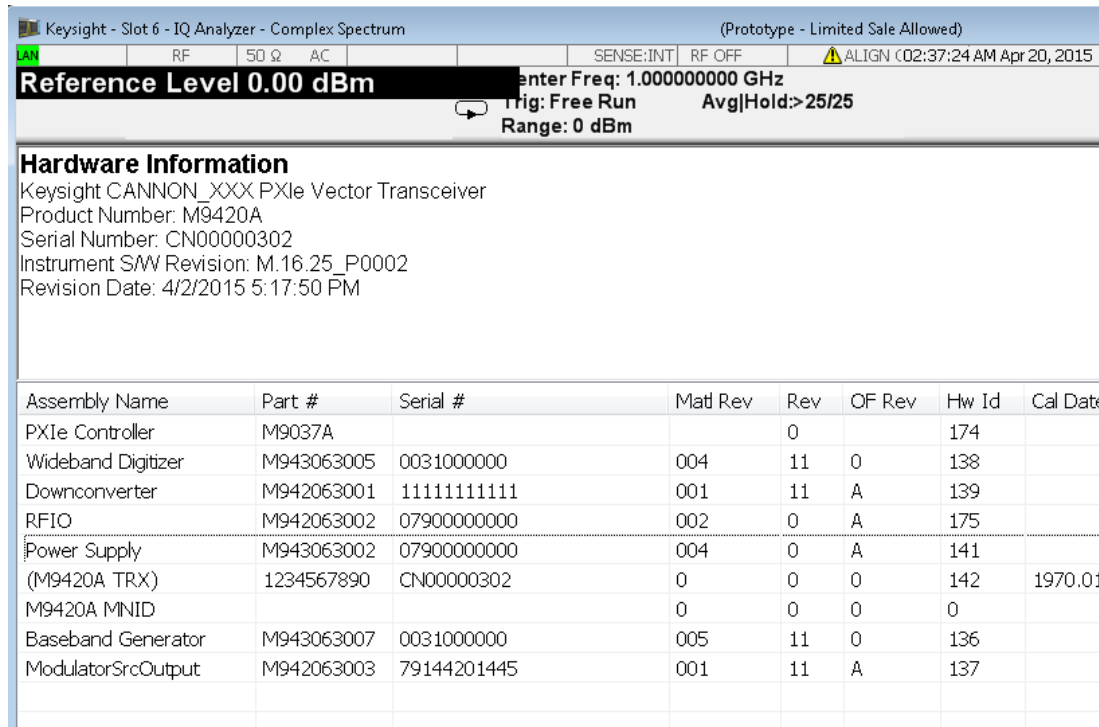 Keysight - Slot 6 - IQ Analyzer - Complex Spectrum (Prototype - Limited Sale Allowed)
LAN RF 50 Ω AC SENSE:INT RF OFF ALIGN 02:37:24 AM Apr 20, 2015
Reference Level 0.00 dBm enter Freq: 1.000000000 GHz
Trig: Free Run Avg|Hold:>25/25
Range: 0 dBm
Hardware Information
Keysight CANNON_XXX PXIe Vector Transceiver
Product Number: M9420A
Serial Number: CN00000302
Instrument S/W Revision: M.16.25_P0002
Revision Date: 4/2/2015 5:17:50 PM
Assembly Name Part # Serial # Matl Rev Rev OF Rev Hw Id Cal Date
PXIe Controller M9037A 0 174
Wideband Digitizer M943063005 0031000000 004 11 0 138
Downconverter M942063001 11111111111 001 11 A 139
RFIO M942063002 07900000000 002 0 A 175
Power Supply M943063002 07900000000 004 0 A 141
(M9420A TRX) 1234567890 CN00000302 0 0 0 142 1970.01
M9420A MNID 0 0 0 0
Baseband Generator M943063007 0031000000 005 11 0 136
ModulatorSrcOutput M942063003 79144201445 001 11 A 137